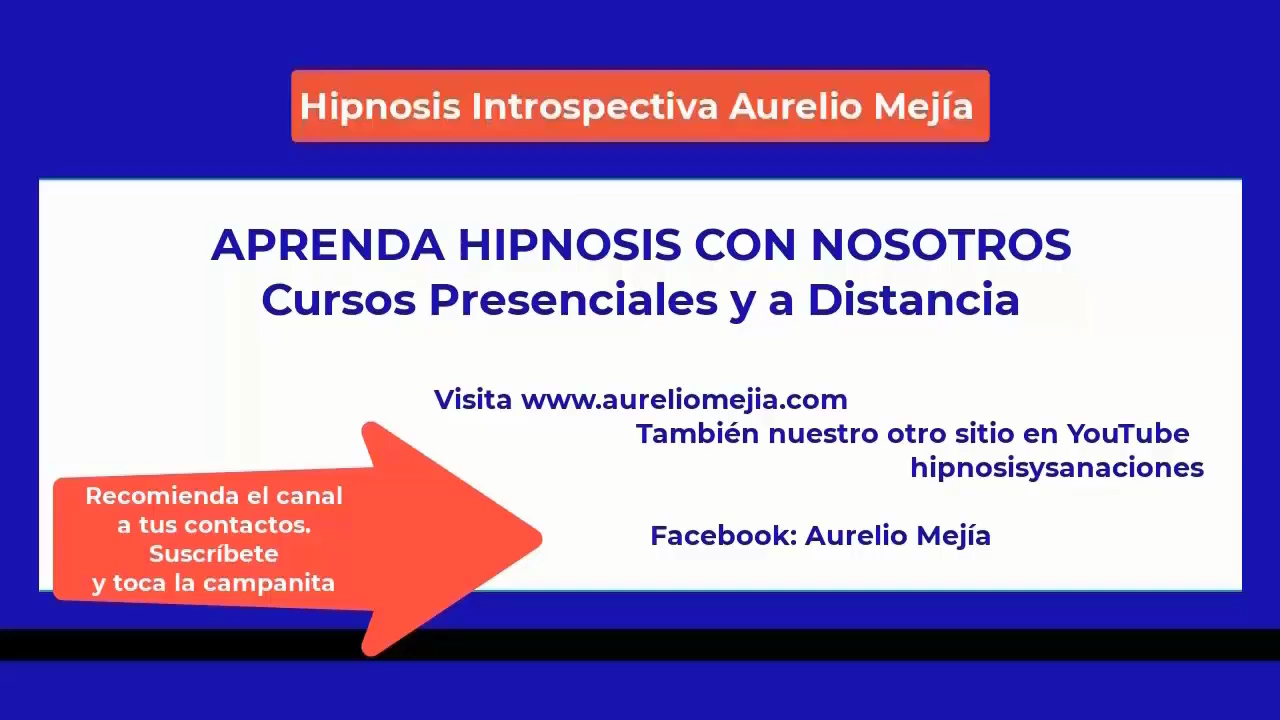 Hipnosis Introspectiva Aurelio Mejía
APRENDA HIPNOSIS CON NOSOTROS
Cursos Presenciales y a Distancia
Visita www.aureliomejia.com
También nuestro otro sitio en YouTube
hipnosisysanaciones
Facebook: Aurelio Mejía
Recomienda el canal
a tus contactos.
Suscríbete
y toca la campanita